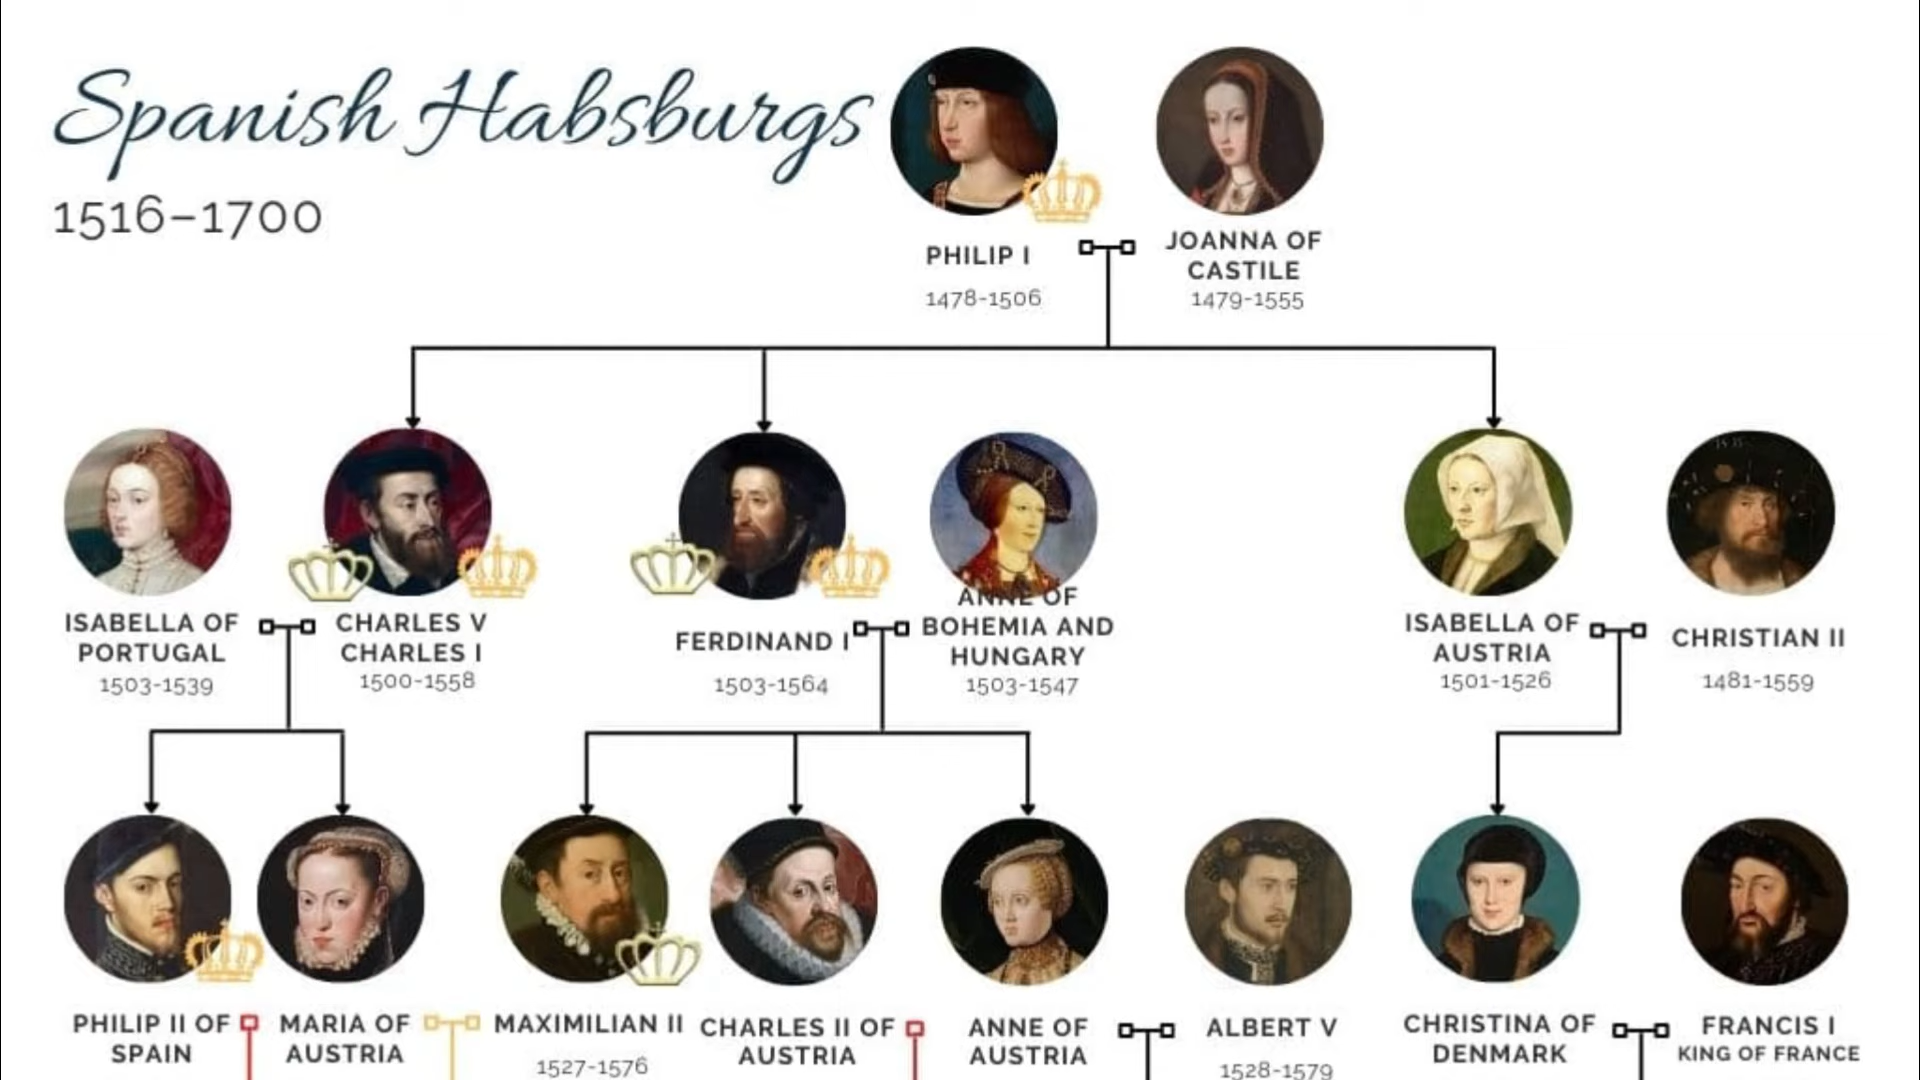 Spanish Habsburgs
1516–1700
PHILIP I
1478-1506
JOANNA OF
CASTILE
1479-1555
ISABELLA OF
PORTUGAL
1503-1539
CHARLES V
CHARLES I
1500-1558
FERDINAND I
1503-1564
ANNE OF
BOHEMIA AND
HUNGARY
1503-1547
ISABELLA OF
AUSTRIA
1501-1526
CHRISTIAN II
1481-1559
PHILIP II OF
SPAIN
MARIA OF
AUSTRIA
MAXIMILIAN II
1527-1576
CHARLES II OF
AUSTRIA
ANNE OF
AUSTRIA
ALBERT V
1528-1579
CHRISTINA OF
DENMARK
FRANCIS I
KING OF FRANCE